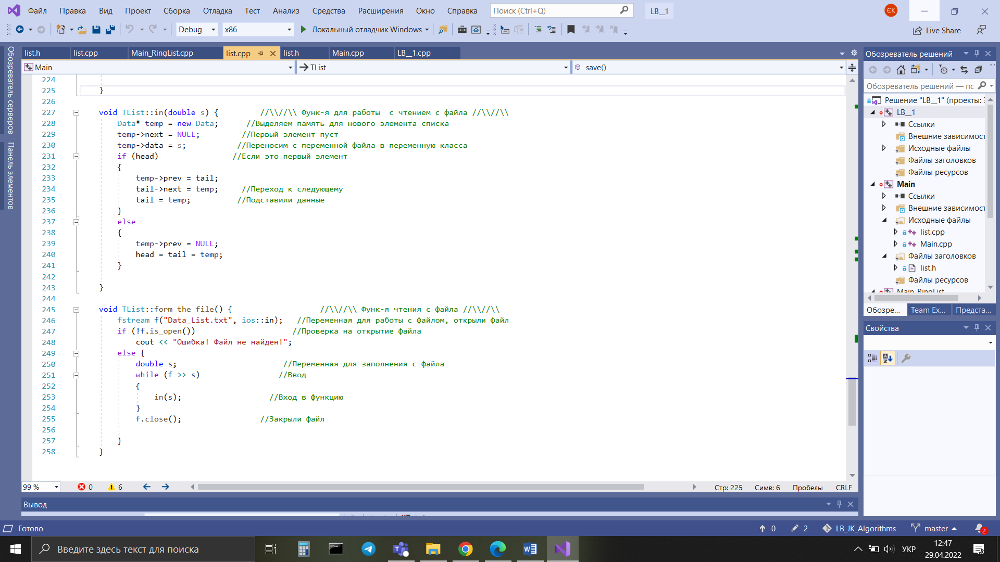 Файл Правка Вид Проект Сборка Отладка Тест Анализ Средства Расширения Окно Справка Поиск (Ctrl+Q) LB__1 ЄК
Debug x86 Локальный отладчик Windows Live Share
Обозреватель серверов
Панель элементов
list.h list.cpp Main_RingList.cpp list.cpp list.h Main.cpp LB__1.cpp
Main TList save()
224
225 }
226
227 void TList::in(double s) { //\\//\\ Функ-я для работы  с чтением с файла //\\//\\
228 Data* temp = new Data; //Выделяем память для нового элемента списка
229 temp->next = NULL; //Первый элемент пуст
230 temp->data = s; //Переносим с переменной файла в переменную класса
231 if (head) //Если это первый элемент
232 {
233 temp->prev = tail;
234 tail->next = temp; //Переход к следующему
235 tail = temp; //Подставили данные
236 }
237 else
238 {
239 temp->prev = NULL;
240 head = tail = temp;
241 }
242
243 }
244
245 void TList::form_the_file() { //\\//\\ Функ-я чтения с файла //\\//\\
246 fstream f("Data_List.txt", ios::in); //Переменная для работы с файлом, открыли файл
247 if (!f.is_open()) //Проверка на открытие файла
248 cout << "Ошибка! Файл не найден!";
249 else {
250 double s; //Переменная для заполнения с файла
251 while (f >> s) //Ввод
252 {
253 in(s); //Вход в функцию
254 }
255 f.close(); //Закрыли файл
256
257 }
258 }
99 % 0 6 Стр: 225 Симв: 6 Пробелы CRLF
Вывод
Обозреватель решений
Обозреватель решений — пс
Решение "LB__1" (проекты: 3
LB__1
Ссылки
Внешние зависимост
Исходные файлы
Файлы заголовков
Файлы ресурсов
Main
Ссылки
Внешние зависимост
Исходные файлы
list.cpp
Main.cpp
Файлы заголовков
list.h
Файлы ресурсов
Main_RingList
Обозре... Team Ex... Предста...
Свойства
Готово 0 2 LB_JK_Algorithms master 2
Введите здесь текст для поиска УКР 12:47
29.04.2022